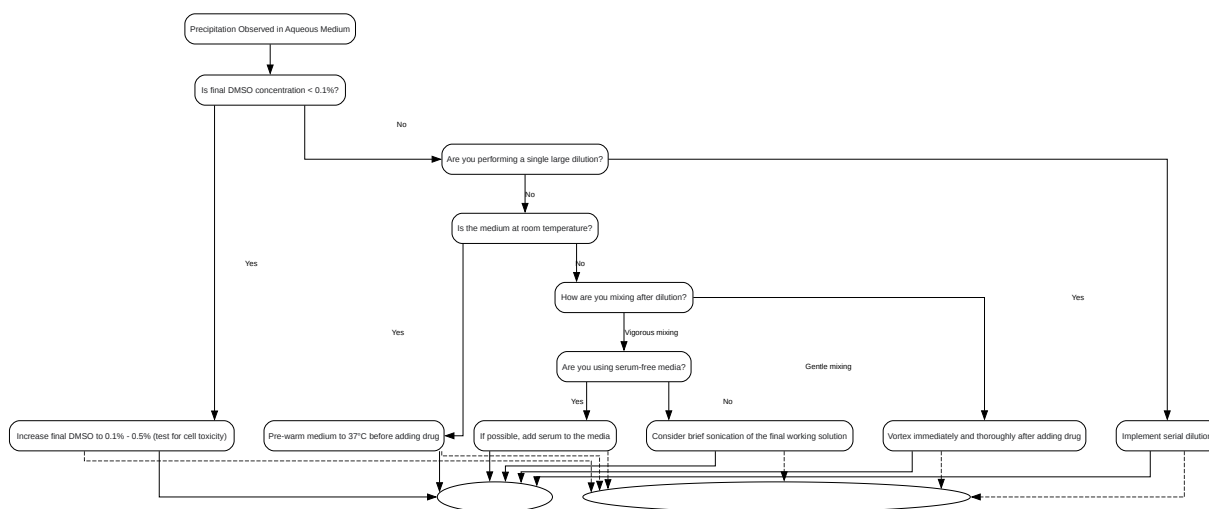 Precipitation Observed in Aqueous Medium
Is final DMSO concentration < 0.1%?
No
Are you performing a single large dilution?
No
Is the medium at room temperature?
Yes
No
How are you mixing after dilution?
Yes
Yes
Vigorous mixing
Are you using serum-free media?
Gentle mixing
Yes
No
Increase final DMSO to 0.1% - 0.5% (test for cell toxicity)
Pre-warm medium to 37°C before adding drug
If possible, add serum to the media
Consider brief sonication of the final working solution
Vortex immediately and thoroughly after adding drug
Implement serial dilution